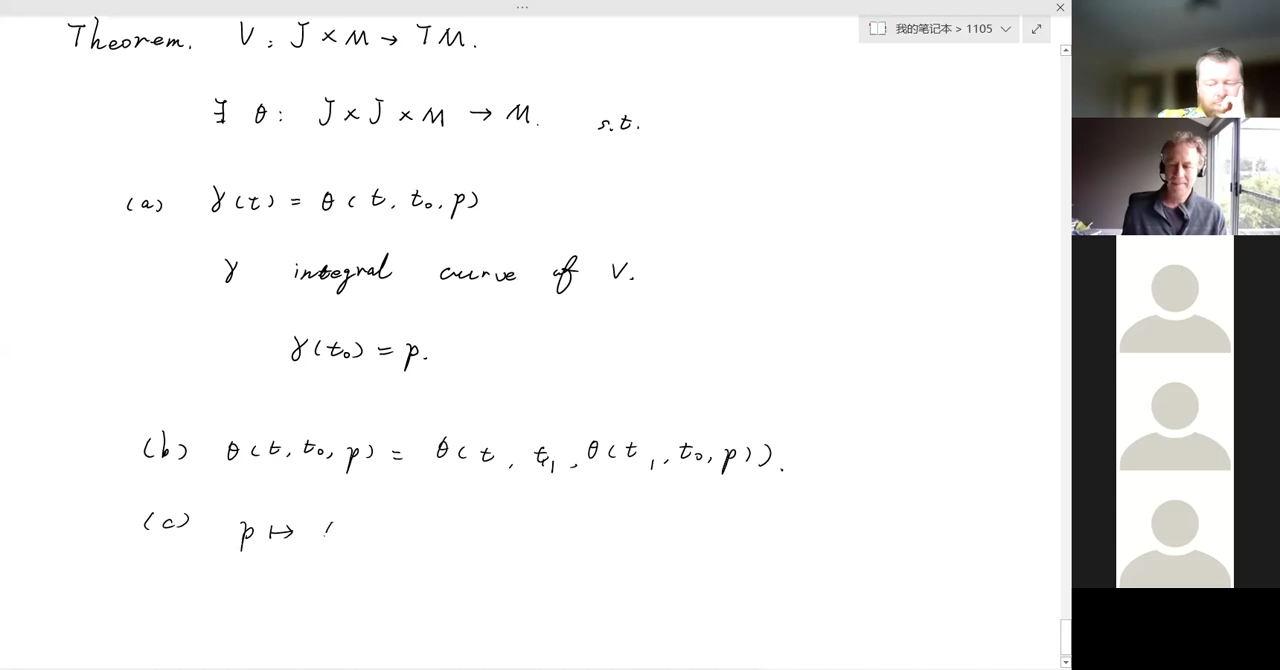 Theorem. V: J × M → TM.
我的笔记本 > 1105
∃ θ: J × J × M → M. s.t.
(a) γ(t) = θ(t, t₀, p)
γ integral curve of V.
γ(t₀) = p.
(b) θ(t, t₀, p) = θ(t, t₁, θ(t₁, t₀, p)).
(c) p ↦